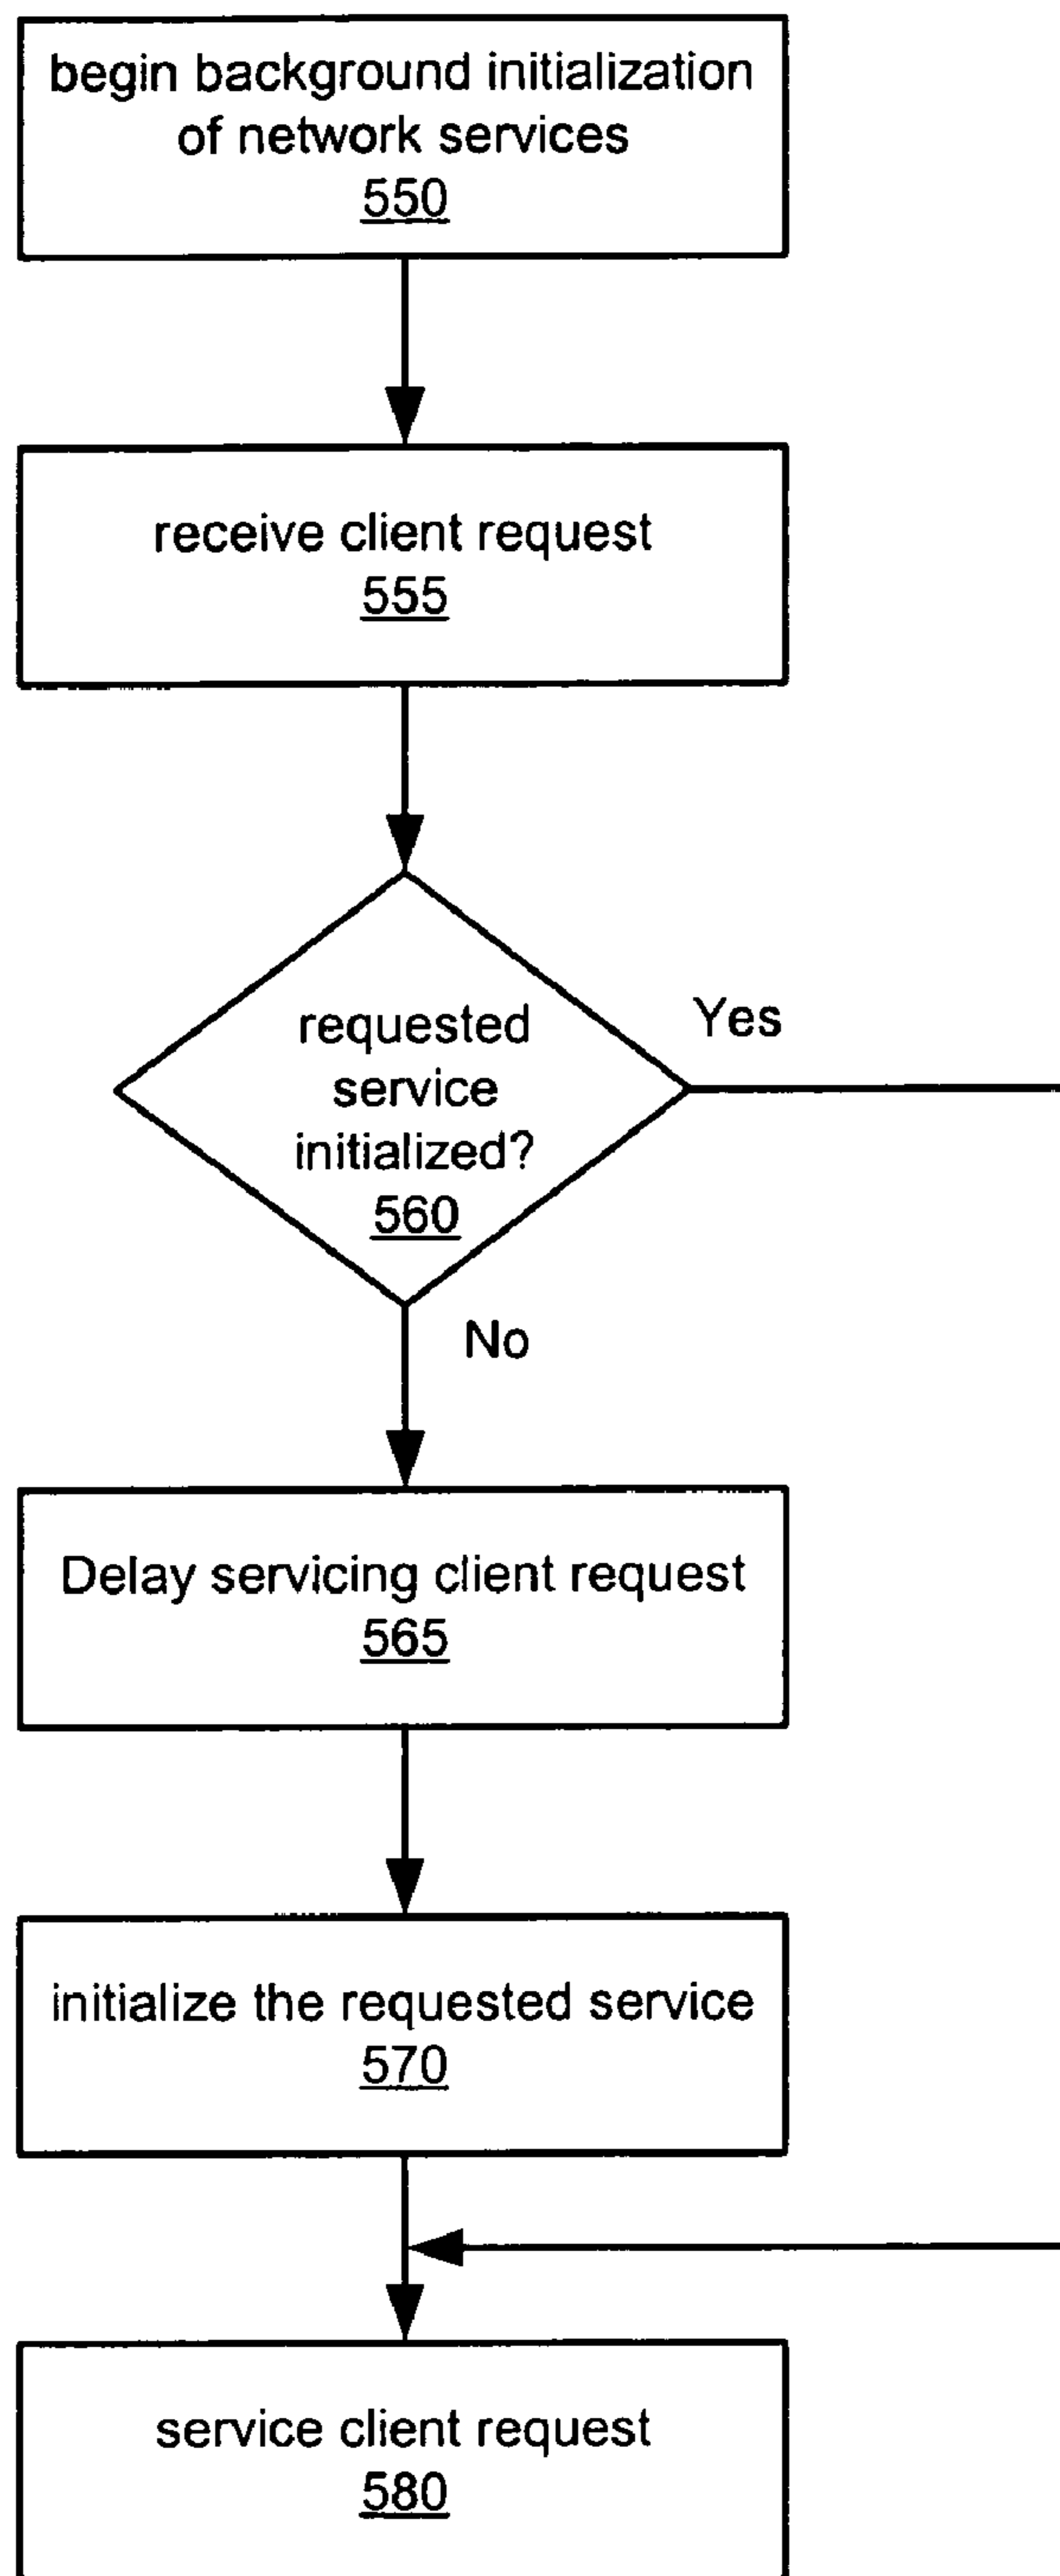 begin background initialization
of network services
550
receive client request
555
requested
service
initialized?
560
Yes
No
Delay servicing client request
565
initialize the requested service
570
service client request
580